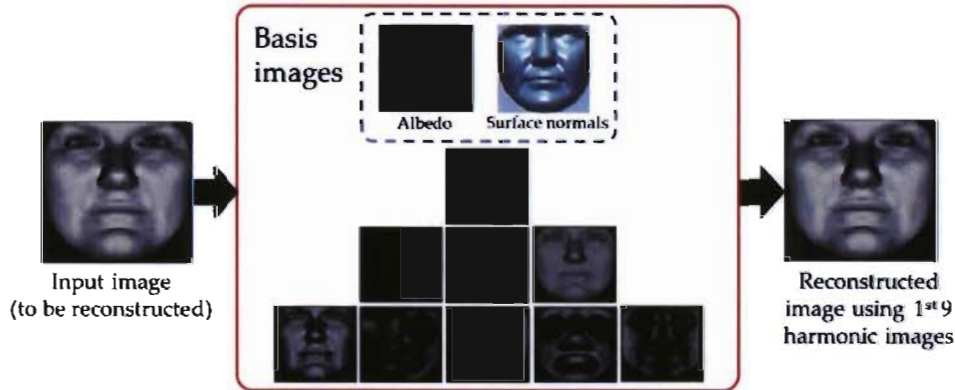 Basis
images
Albedo
Surface normals
Input image
(to be reconstructed)
Reconstructed
image using 1st 9
harmonic images